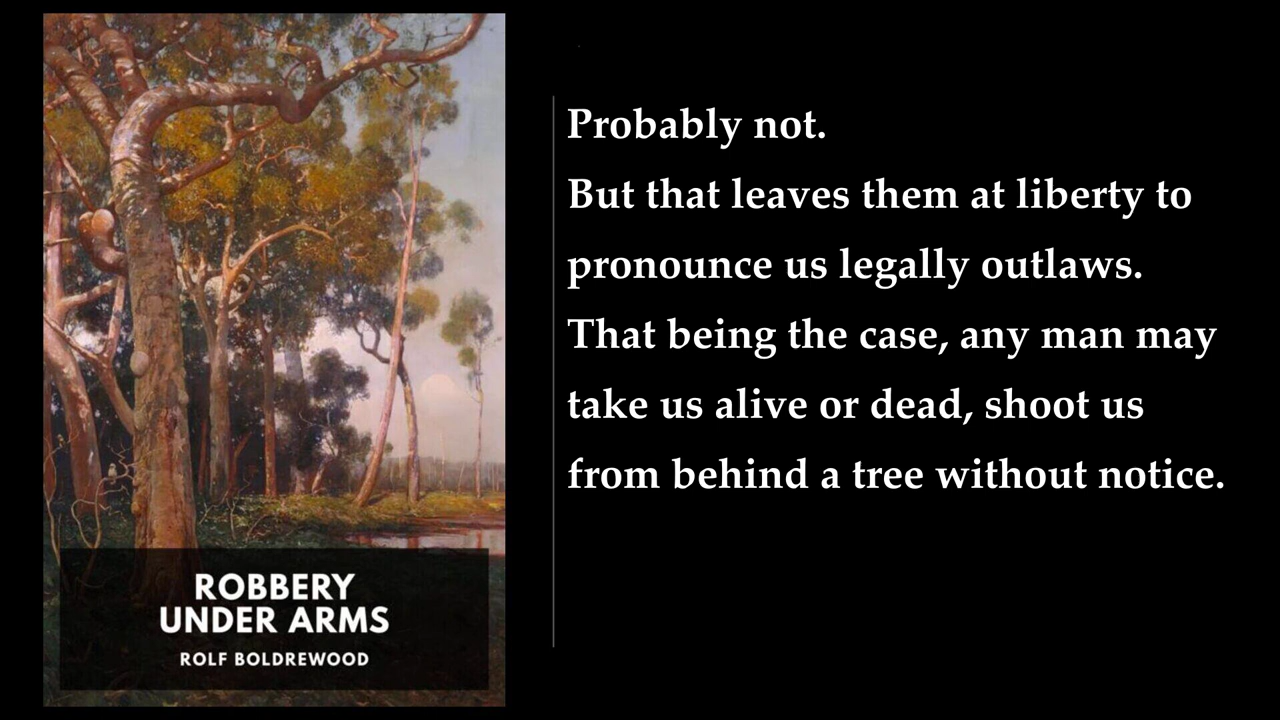 ROBBERY
UNDER ARMS
ROLF BOLDREWOOD
Probably not.
But that leaves them at liberty to
pronounce us legally outlaws.
That being the case, any man may
take us alive or dead, shoot us
from behind a tree without notice.